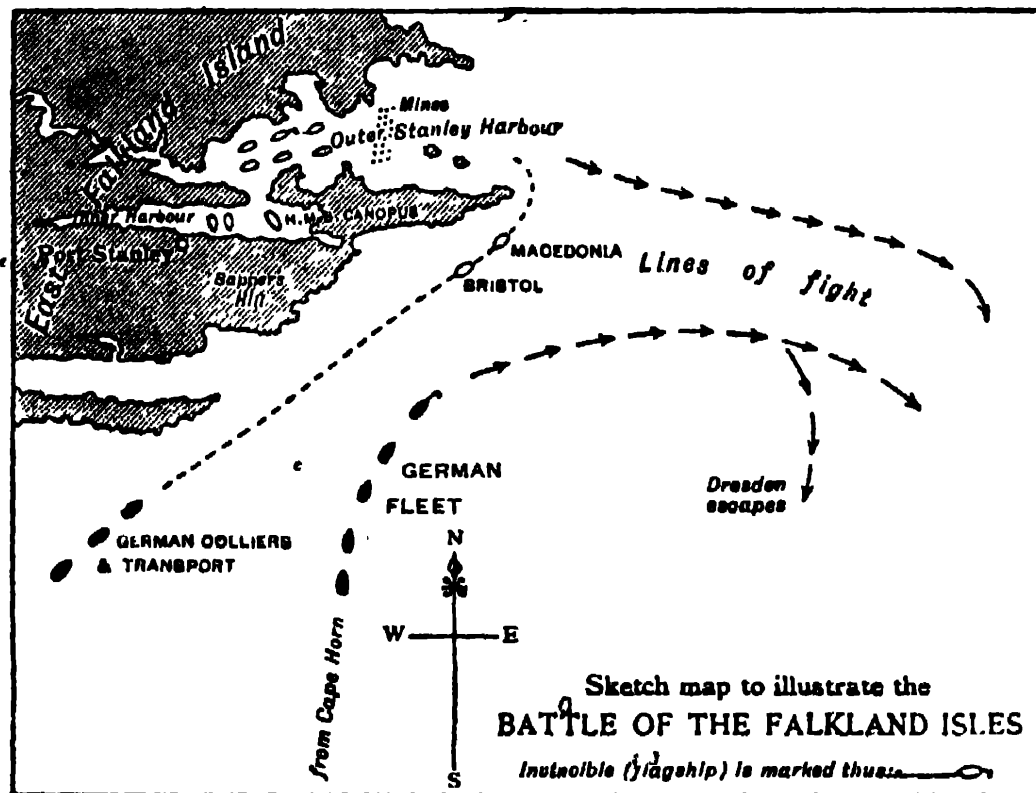 East Falkland Island
Mines
Outer Stanley Harbour
Inner Harbour
H.M.S. CANOPUS
Port Stanley
Sappers
Hill
MACEDONIA
BRISTOL
Lines of fight
GERMAN
FLEET
Dresden
escapes
GERMAN COLLIERS
& TRANSPORT
N
W
E
S
from Cape Horn
Sketch map to illustrate the
BATTLE OF THE FALKLAND ISLES
Invincible (flagship) is marked thus: